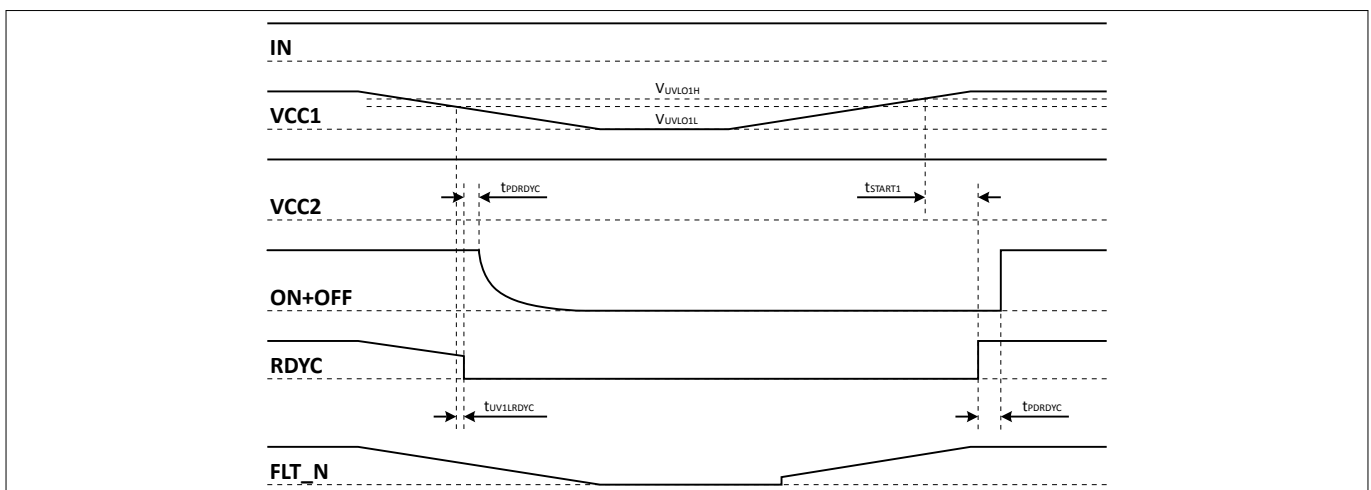 IN
VUVLO1H
VCC1
VUVLO1L
tPDRDYC
tSTART1
VCC2
ON+OFF
RDYC
tUV1LRDYC
tPDRDYC
FLT_N